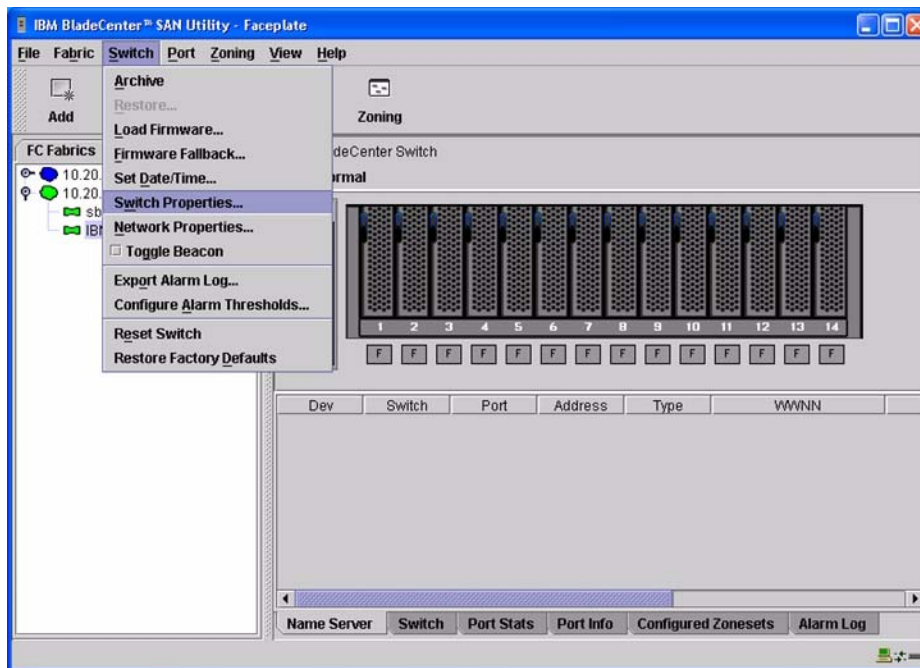 IBM BladeCenter™ SAN Utility - Faceplate
File Fabric Switch Port Zoning View Help
Add
Zoning
Archive
Restore...
Load Firmware...
Firmware Fallback...
Set Date/Time...
Switch Properties...
Network Properties...
Toggle Beacon
Export Alarm Log...
Configure Alarm Thresholds...
Reset Switch
Restore Factory Defaults
FC Fabrics
10.20.
10.20.
sb
IB
deCenter Switch
rmal
1 2 3 4 5 6 7 8 9 10 11 12 13 14
F F F F F F F F F F F F F F
Dev Switch Port Address Type WWNN
Name Server Switch Port Stats Port Info Configured Zonesets Alarm Log